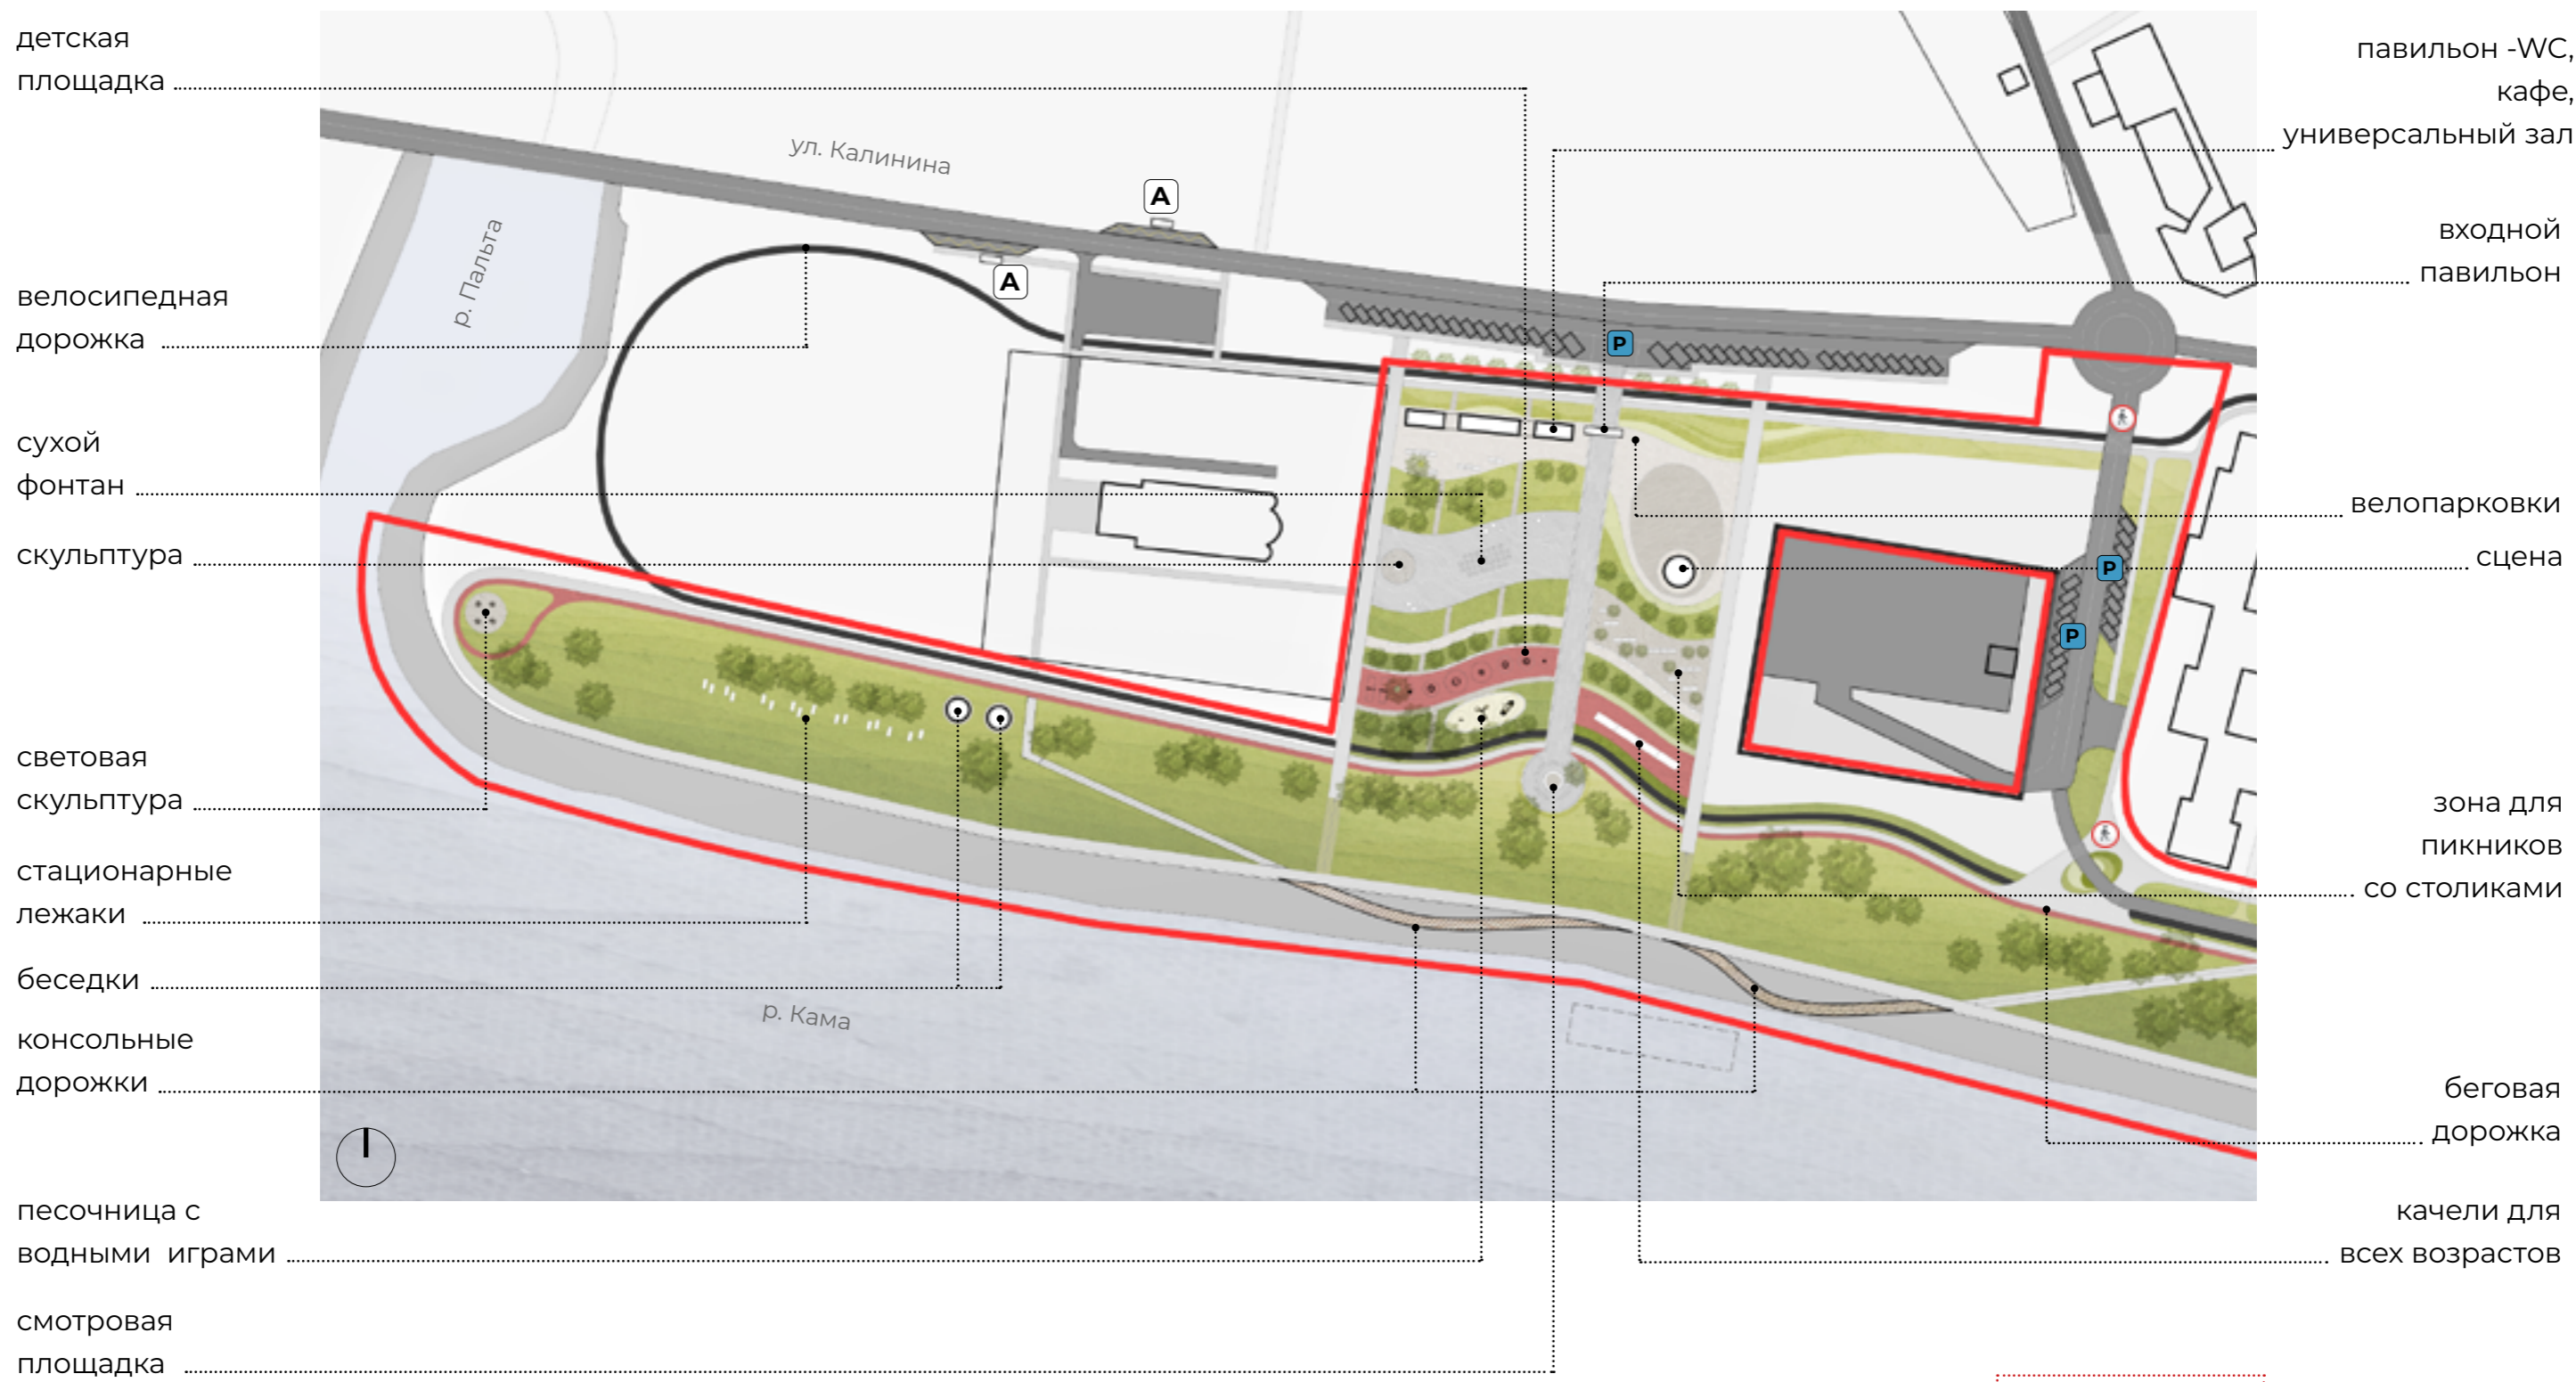 детская
площадка
велосипедная
дорожка
сухой
фонтан
скульптура
световая
скульптура
стационарные
лежаки
беседки
консольные
дорожки
песочница с
водными играми
смотровая
площадка
ул. Калинина
А
А
р. Пальта
Р
Р
Р
р. Кама
павильон -WC,
кафе,
универсальный зал
входной
павильон
велопарковки
сцена
зона для
пикников
со столиками
беговая
дорожка
качели для
всех возрастов